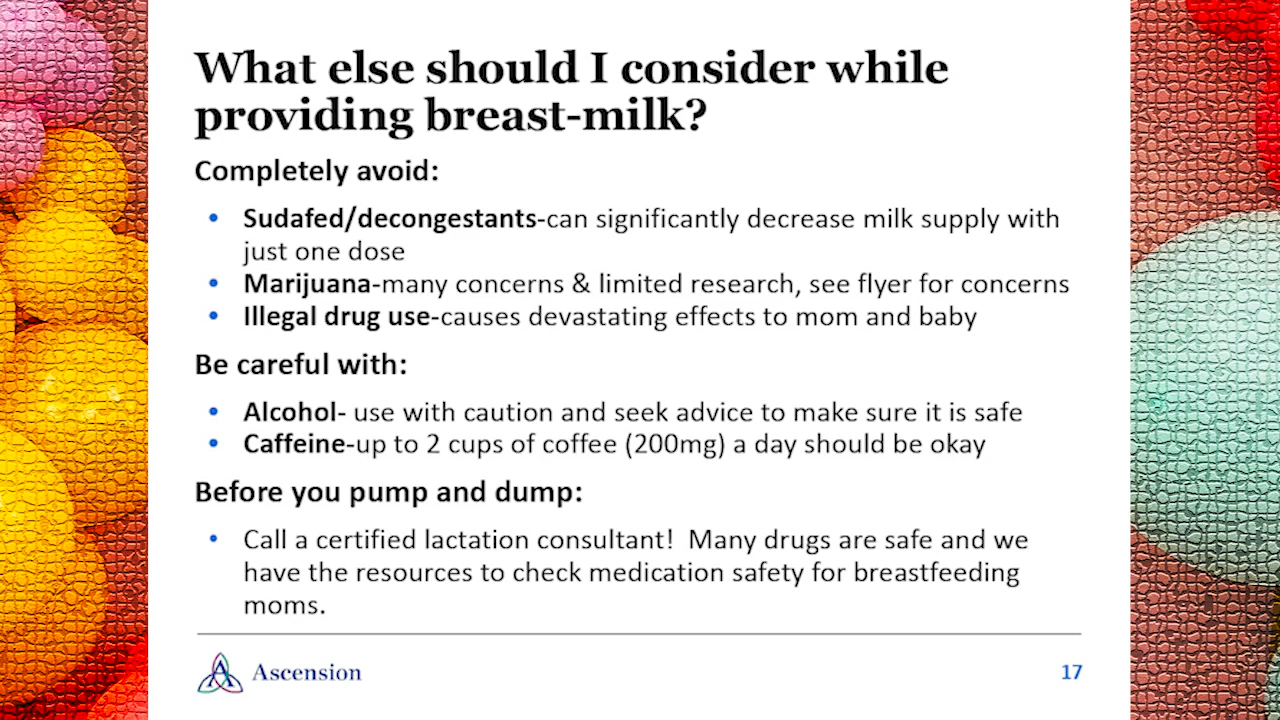 What else should I consider while
providing breast-milk?
Completely avoid:
• Sudafed/decongestants-can significantly decrease milk supply with
just one dose
• Marijuana-many concerns & limited research, see flyer for concerns
• Illegal drug use-causes devastating effects to mom and baby
Be careful with:
• Alcohol- use with caution and seek advice to make sure it is safe
• Caffeine-up to 2 cups of coffee (200mg) a day should be okay
Before you pump and dump:
• Call a certified lactation consultant!  Many drugs are safe and we
have the resources to check medication safety for breastfeeding
moms.
Ascension
17